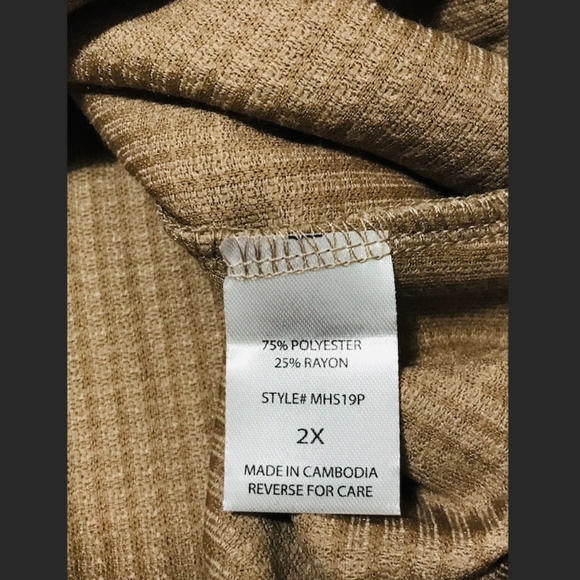 75% POLYESTER
25% RAYON
STYLE# MHS19P
2X
MADE IN CAMBODIA
REVERSE FOR CARE